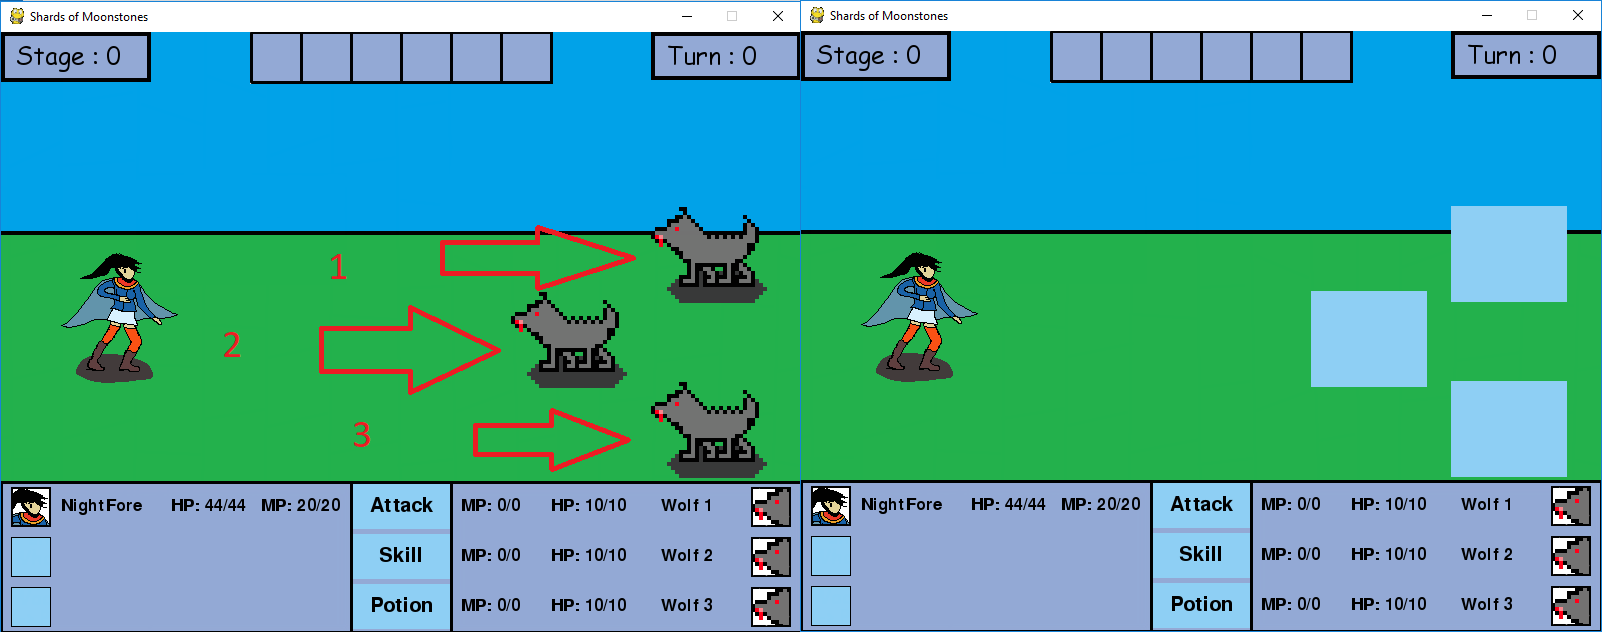 Shards of Moonstones
Stage : 0
Turn : 0
1
2
3
NightFore HP: 44/44 MP: 20/20
Attack
Skill
Potion
MP: 0/0 HP: 10/10 Wolf 1
MP: 0/0 HP: 10/10 Wolf 2
MP: 0/0 HP: 10/10 Wolf 3
Shards of Moonstones
Stage : 0
Turn : 0
NightFore HP: 44/44 MP: 20/20
Attack
Skill
Potion
MP: 0/0 HP: 10/10 Wolf 1
MP: 0/0 HP: 10/10 Wolf 2
MP: 0/0 HP: 10/10 Wolf 3